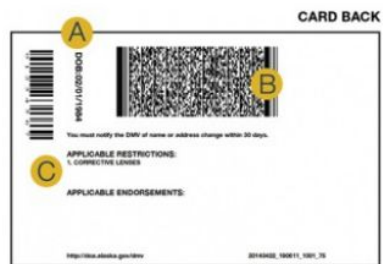 CARD BACK
A
DOB:02/01/1984
B
You must notify the DMV of name or address change within 30 days.
APPLICABLE RESTRICTIONS:
1. CORRECTIVE LENSES
C
APPLICABLE ENDORSEMENTS:
http://doa.alaska.gov/dmv